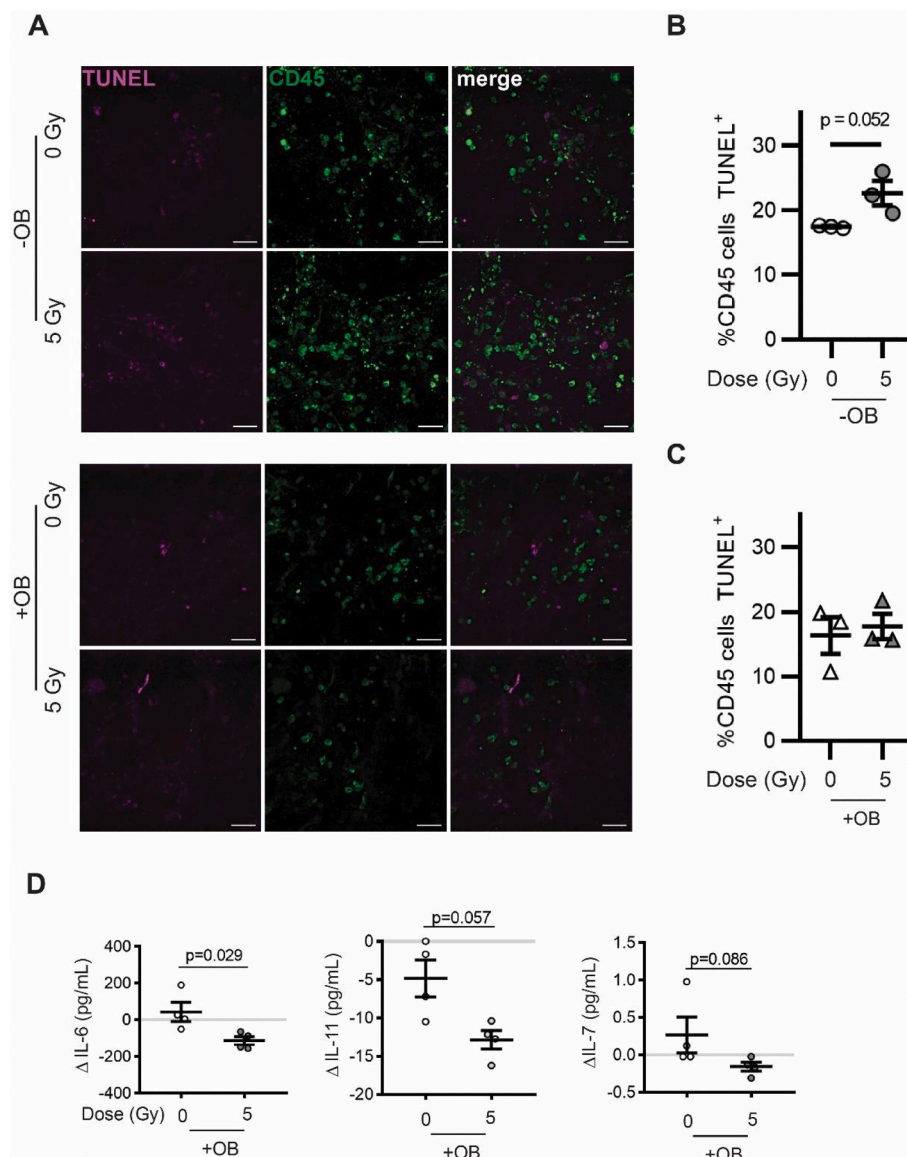 A
TUNEL
CD45
merge
0 Gy
-OB
5 Gy
0 Gy
+OB
5 Gy
B
p = 0.052
%CD45 cells TUNEL+
30
20
10
0
Dose (Gy)
0
5
-OB
C
%CD45 cells TUNEL+
30
20
10
0
Dose (Gy)
0
5
+OB
D
Δ IL-6 (pg/mL)
400
200
0
-200
-400
p=0.029
Dose (Gy)
0
5
+OB
Δ IL-11 (pg/mL)
0
-5
-10
-15
-20
p=0.057
0
5
+OB
ΔIL-7 (pg/mL)
1.5
1.0
0.5
0.0
-0.5
p=0.086
0
5
+OB